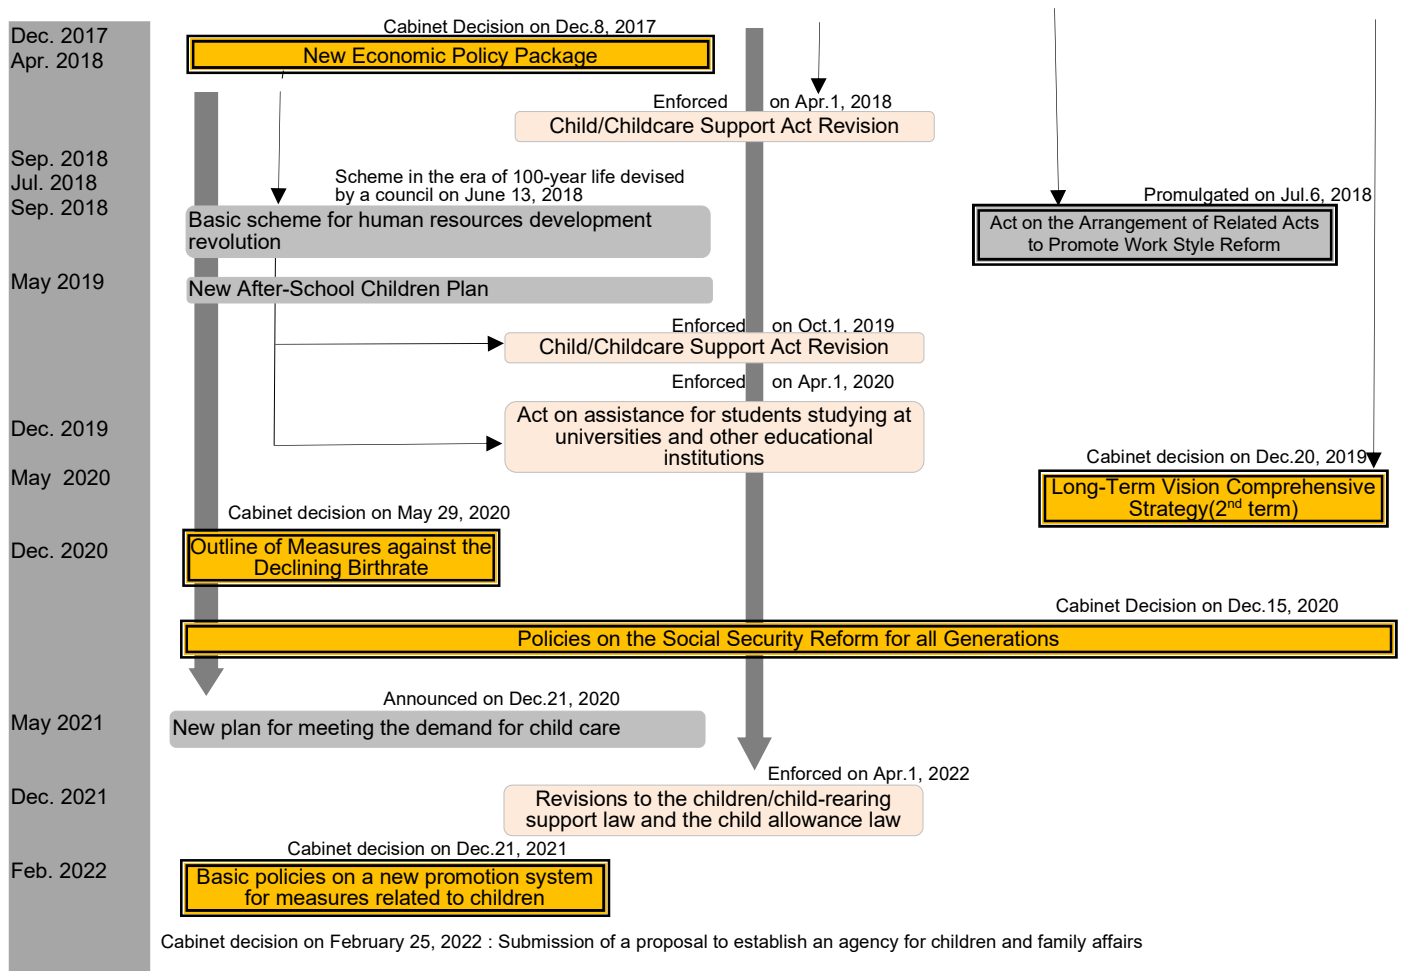 Dec. 2017
Apr. 2018
Cabinet Decision on Dec.8, 2017
New Economic Policy Package
Enforced on Apr.1, 2018
Child/Childcare Support Act Revision
Sep. 2018
Jul. 2018
Sep. 2018
Scheme in the era of 100-year life devised
by a council on June 13, 2018
Basic scheme for human resources development
revolution
Promulgated on Jul.6, 2018
Act on the Arrangement of Related Acts
to Promote Work Style Reform
May 2019
New After-School Children Plan
Enforced on Oct.1, 2019
Child/Childcare Support Act Revision
Enforced on Apr.1, 2020
Act on assistance for students studying at
universities and other educational
institutions
Dec. 2019
May 2020
Cabinet decision on Dec.20, 2019
Long-Term Vision Comprehensive
Strategy(2nd term)
Cabinet decision on May 29, 2020
Outline of Measures against the
Declining Birthrate
Dec. 2020
Cabinet Decision on Dec.15, 2020
Policies on the Social Security Reform for all Generations
Announced on Dec.21, 2020
May 2021
New plan for meeting the demand for child care
Enforced on Apr.1, 2022
Dec. 2021
Revisions to the children/child-rearing
support law and the child allowance law
Cabinet decision on Dec.21, 2021
Feb. 2022
Basic policies on a new promotion system
for measures related to children
Cabinet decision on February 25, 2022 : Submission of a proposal to establish an agency for children and family affairs